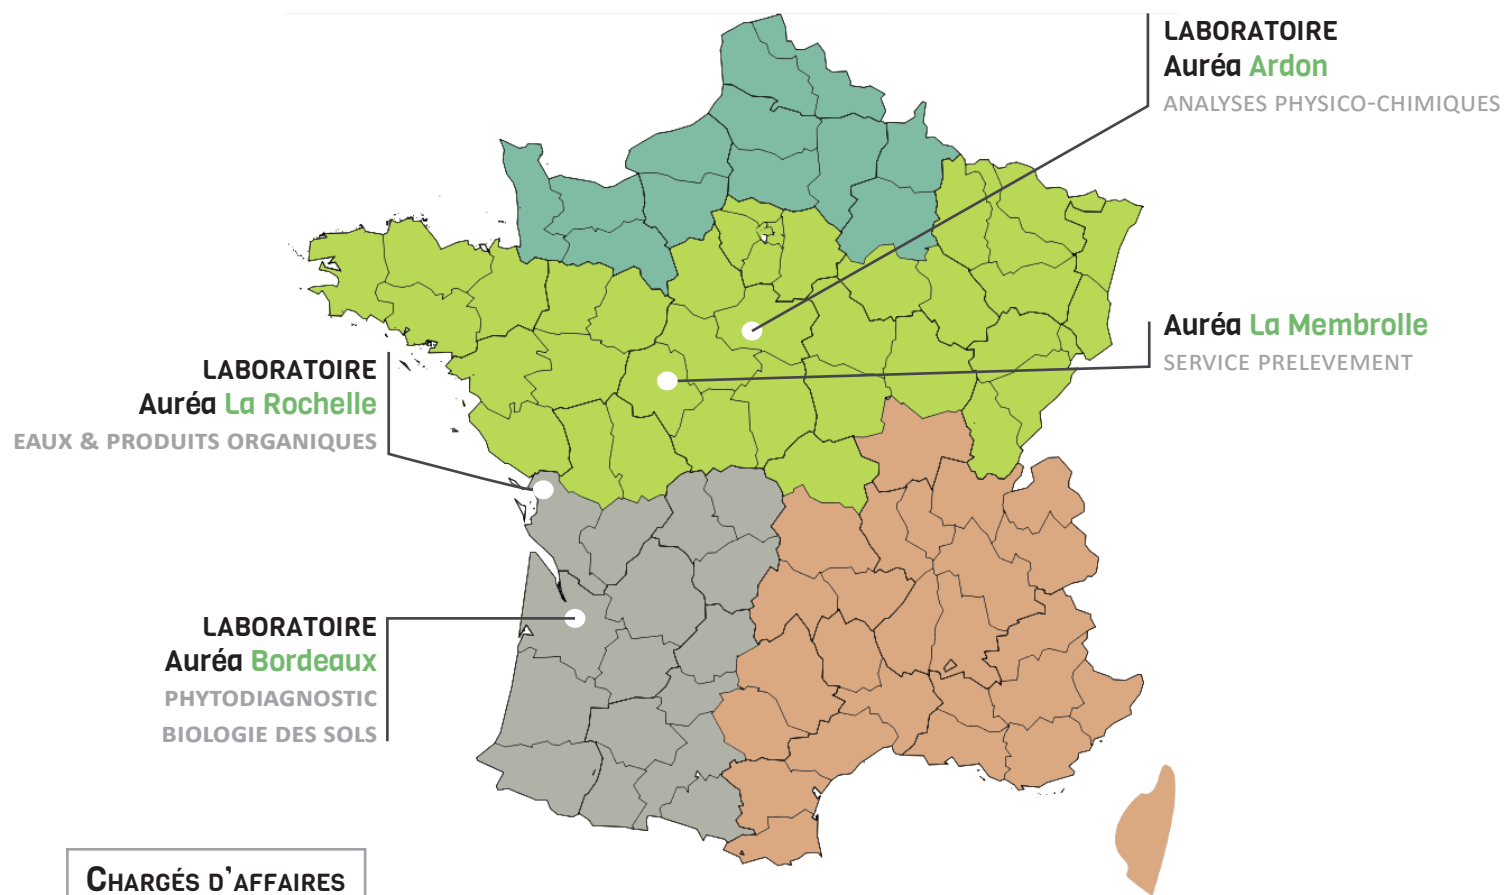 LABORATOIRE
Auréa Ardon
ANALYSES PHYSICO-CHIMIQUES
Auréa La Membrolle
SERVICE PRELEVEMENT
LABORATOIRE
Auréa La Rochelle
EAUX & PRODUITS ORGANIQUES
LABORATOIRE
Auréa Bordeaux
PHYTODIAGNOSTIC
BIOLOGIE DES SOLS
CHARGÉS D'AFFAIRES